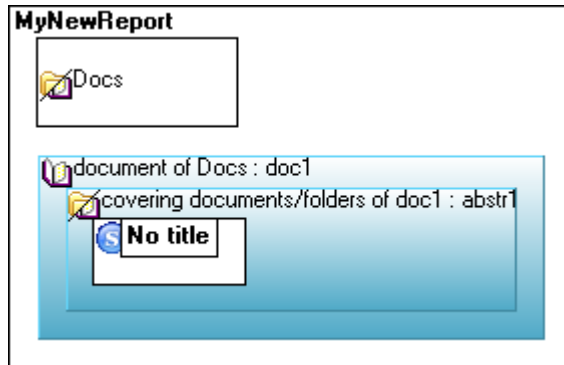 MyNewReport
Docs
document of Docs : doc1
covering documents/folders of doc1 : abstr1
S No title